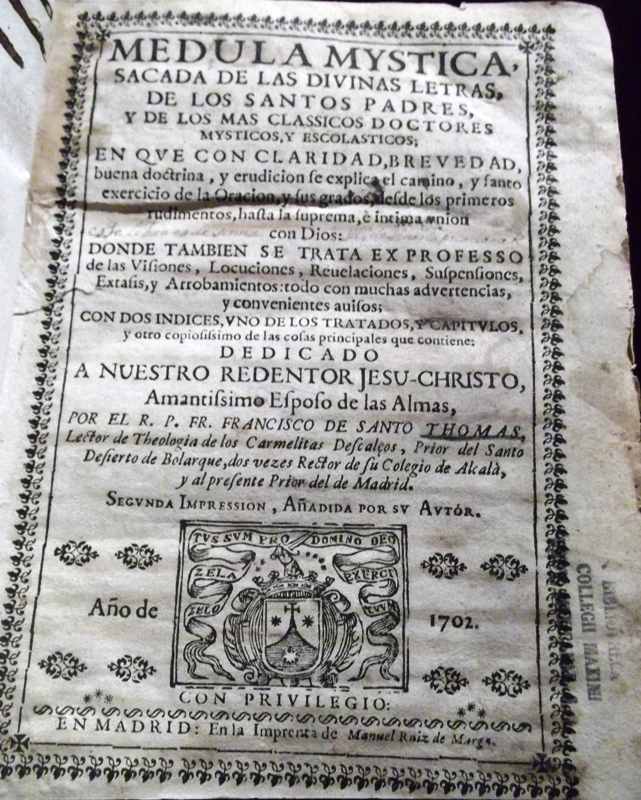 MEDULA MYSTICA,
SACADA DE LAS DIVINAS LETRAS,
DE LOS SANTOS PADRES,
Y DE LOS MAS CLASSICOS DOCTORES
MYSTICOS, Y ESCOLASTICOS;
EN QVE CON CLARIDAD, BREVEDAD,
buena doctrina, y erudicion se explica el camino, y santo
exercicio de la Oracion, y sus grados, desde los primeros
rudimentos, hasta la suprema, è intima vnion
con Dios:
DONDE TAMBIEN SE TRATA EX PROFESSO
de las Visiones, Locuciones, Reuelaciones, Suspensiones,
Extasis, y Arrobamientos: todo con muchas advertencias,
y convenientes avisos;
CON DOS INDICES, VNO DE LOS TRATADOS, Y CAPITVLOS,
y otro copiosissimo de las cosas principales que contiene:
DEDICADO
A NUESTRO REDENTOR JESU-CHRISTO,
Amantissimo Esposo de las Almas,
POR EL R. P. FR. FRANCISCO DE SANTO THOMAS,
Lector de Theologia de los Carmelitas Descalços, Prior del Santo
Desierto de Bolarque, dos vezes Rector de su Colegio de Alcalà,
y al presente Prior del de Madrid.
SEGVNDA IMPRESSION, AÑADIDA POR SV AVTÓR.
ZELO DOMINO DEO
ZELA
EXERCI
ZELO
TUUM
Año de 1702.
CON PRIVILEGIO:
EN MADRID: En la Imprenta de Manuel Ruiz de Marga.
COLLEGII MAXIMI